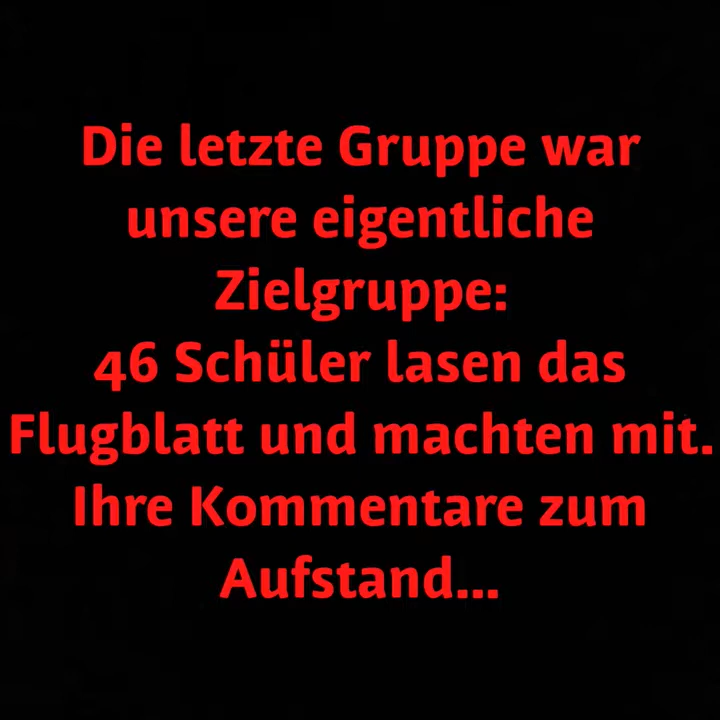 Die letzte Gruppe war
unsere eigentliche
Zielgruppe:
46 Schüler lasen das
Flugblatt und machten mit.
Ihre Kommentare zum
Aufstand...